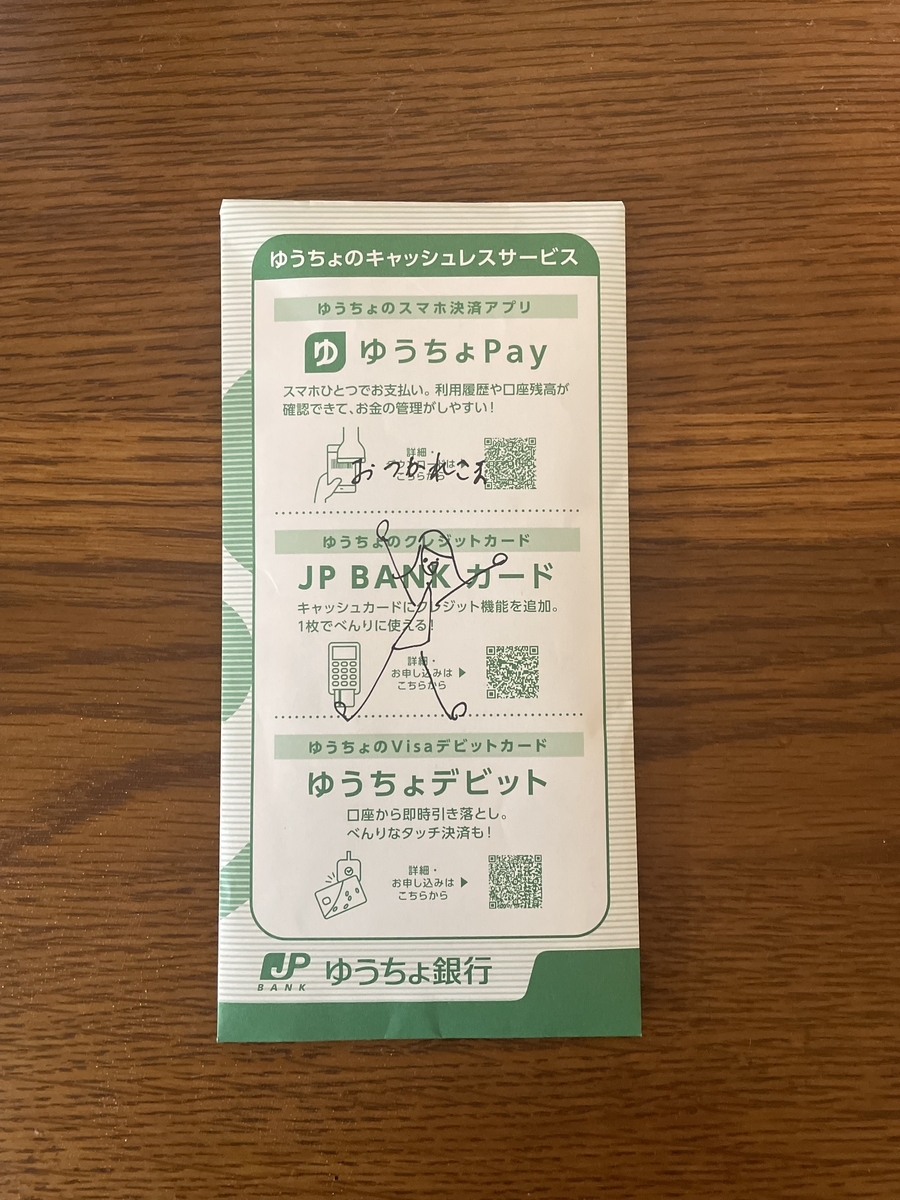 ゆうちょのキャッシュレスサービス
ゆうちょのスマホ決済アプリ
ゆ ゆうちょPay
スマホひとつでお支払い。利用履歴や口座残高が
確認できて、お金の管理がしやすい!
詳細・
こちらから
おつかれさま
ゆうちょのクレジットカード
JP BANK カード
キャッシュカードにクレジット機能を追加。
1枚でべんりに使える!
詳細・
お申し込みは ▶
こちらから
ゆうちょのVisaデビットカード
ゆうちょデビット
口座から即時引き落とし。
べんりなタッチ決済も!
詳細・
お申し込みは ▶
こちらから
JP BANK ゆうちょ銀行